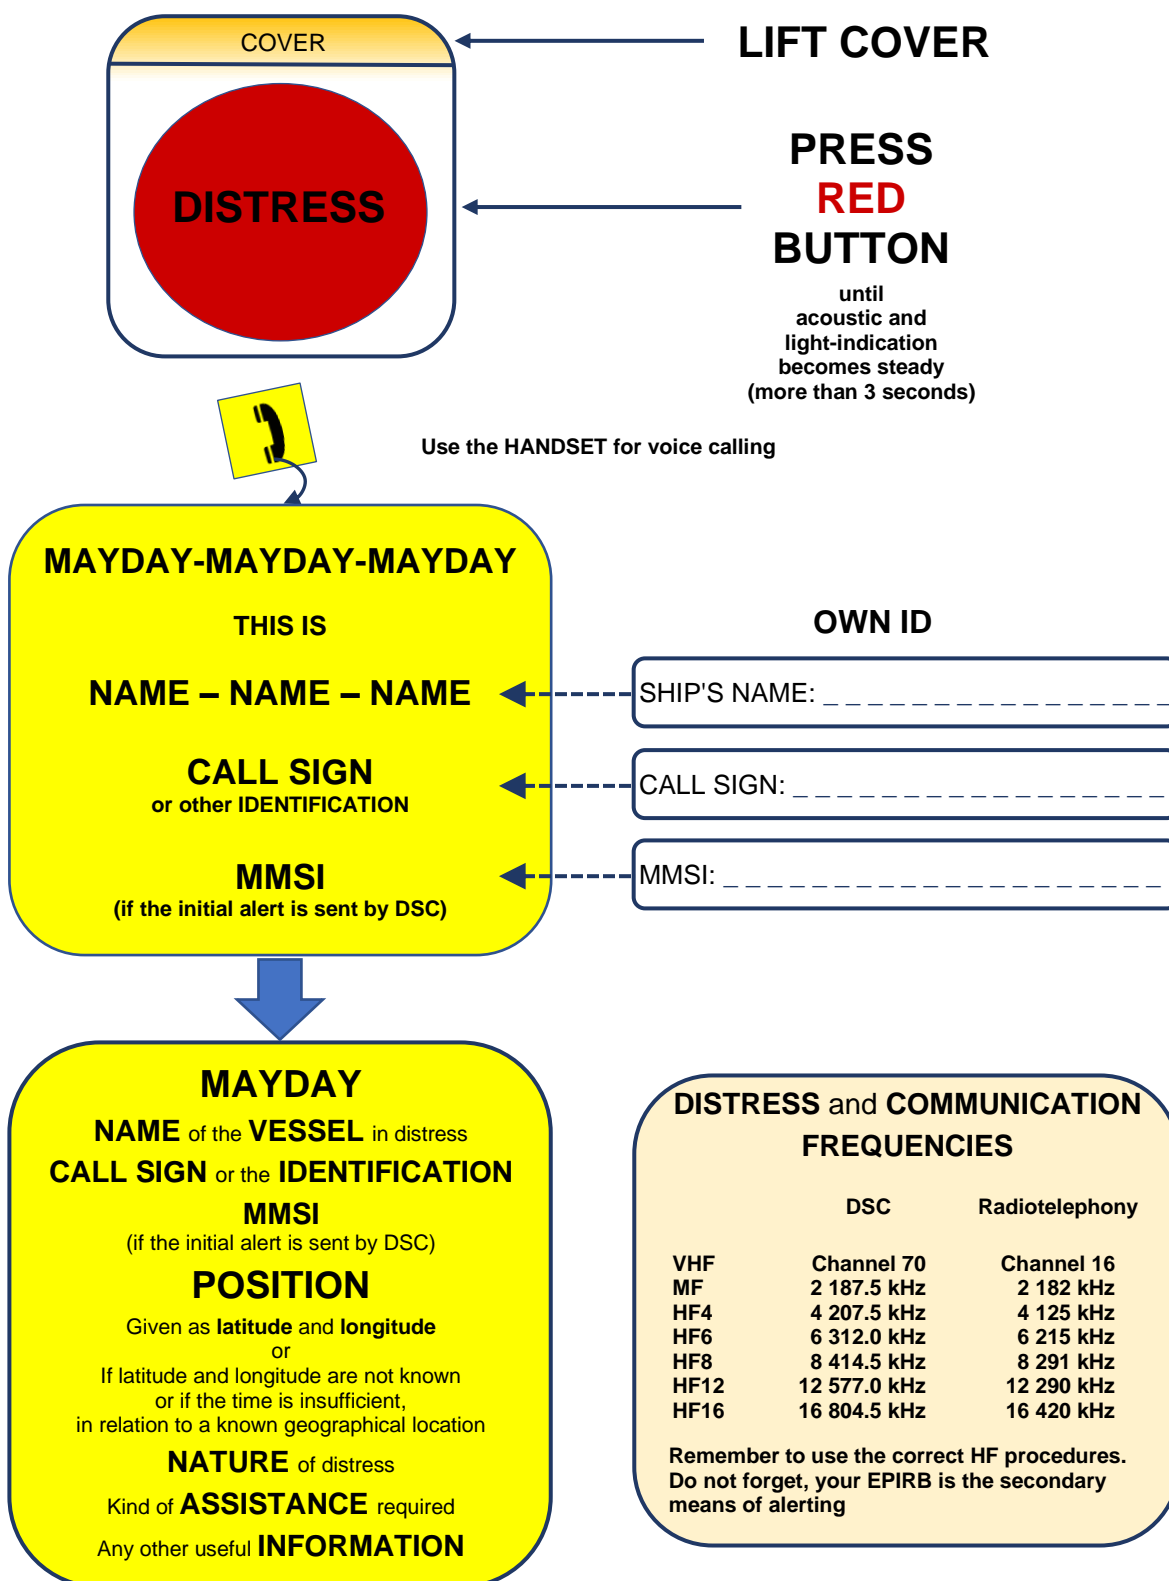 COVER
LIFT COVER
DISTRESS
PRESS
RED
BUTTON
until
acoustic and
light-indication
becomes steady
(more than 3 seconds)
Use the HANDSET for voice calling
MAYDAY-MAYDAY-MAYDAY
THIS IS
NAME – NAME – NAME
CALL SIGN
or other IDENTIFICATION
MMSI
(if the initial alert is sent by DSC)
OWN ID
SHIP'S NAME: _ _ _ _ _ _ _ _ _ _ _ _ _ _ _ _
CALL SIGN: _ _ _ _ _ _ _ _ _ _ _ _ _ _ _ _ _
MMSI: _ _ _ _ _ _ _ _ _ _ _ _ _ _ _ _ _ _ _ _
MAYDAY
NAME of the VESSEL in distress
CALL SIGN or the IDENTIFICATION
MMSI
(if the initial alert is sent by DSC)
POSITION
Given as latitude and longitude
or
If latitude and longitude are not known
or if the time is insufficient,
in relation to a known geographical location
NATURE of distress
Kind of ASSISTANCE required
Any other useful INFORMATION
DISTRESS and COMMUNICATION
FREQUENCIES
DSC Radiotelephony
VHF Channel 70 Channel 16
MF 2 187.5 kHz 2 182 kHz
HF4 4 207.5 kHz 4 125 kHz
HF6 6 312.0 kHz 6 215 kHz
HF8 8 414.5 kHz 8 291 kHz
HF12 12 577.0 kHz 12 290 kHz
HF16 16 804.5 kHz 16 420 kHz
Remember to use the correct HF procedures.
Do not forget, your EPIRB is the secondary
means of alerting